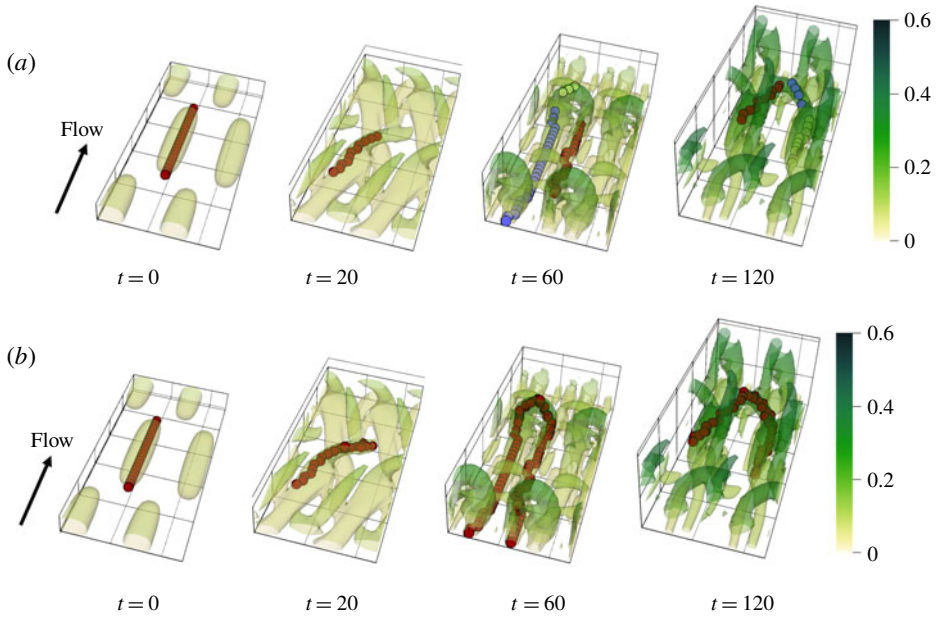 (a)
Flow
t = 0
t = 20
t = 60
t = 120
0.6
0.4
0.2
0
(b)
Flow
t = 0
t = 20
t = 60
t = 120
0.6
0.4
0.2
0